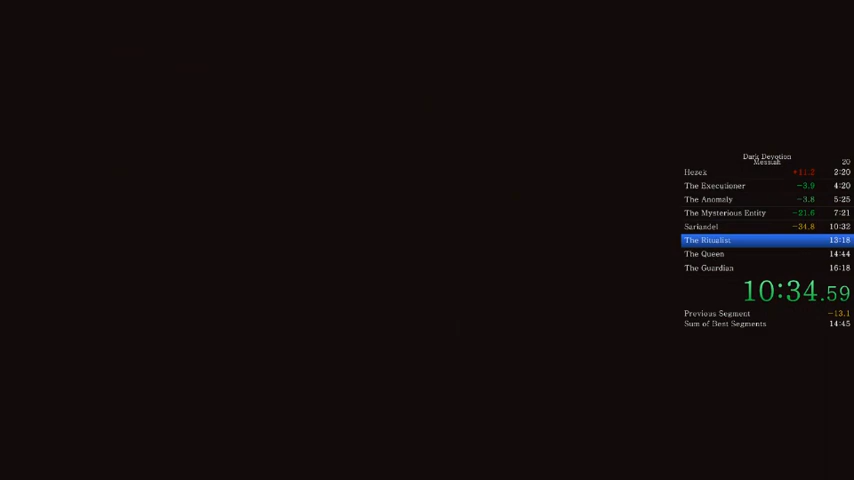 Dark Devotion
Messiah 20
Hezek +11.2 2:20
The Executioner −3.9 4:20
The Anomaly −3.8 5:25
The Mysterious Entity −21.6 7:21
Sariandel −34.8 10:32
The Ritualist 13:18
The Queen 14:44
The Guardian 16:18
10:34.59
Previous Segment −13.1
Sum of Best Segments 14:45